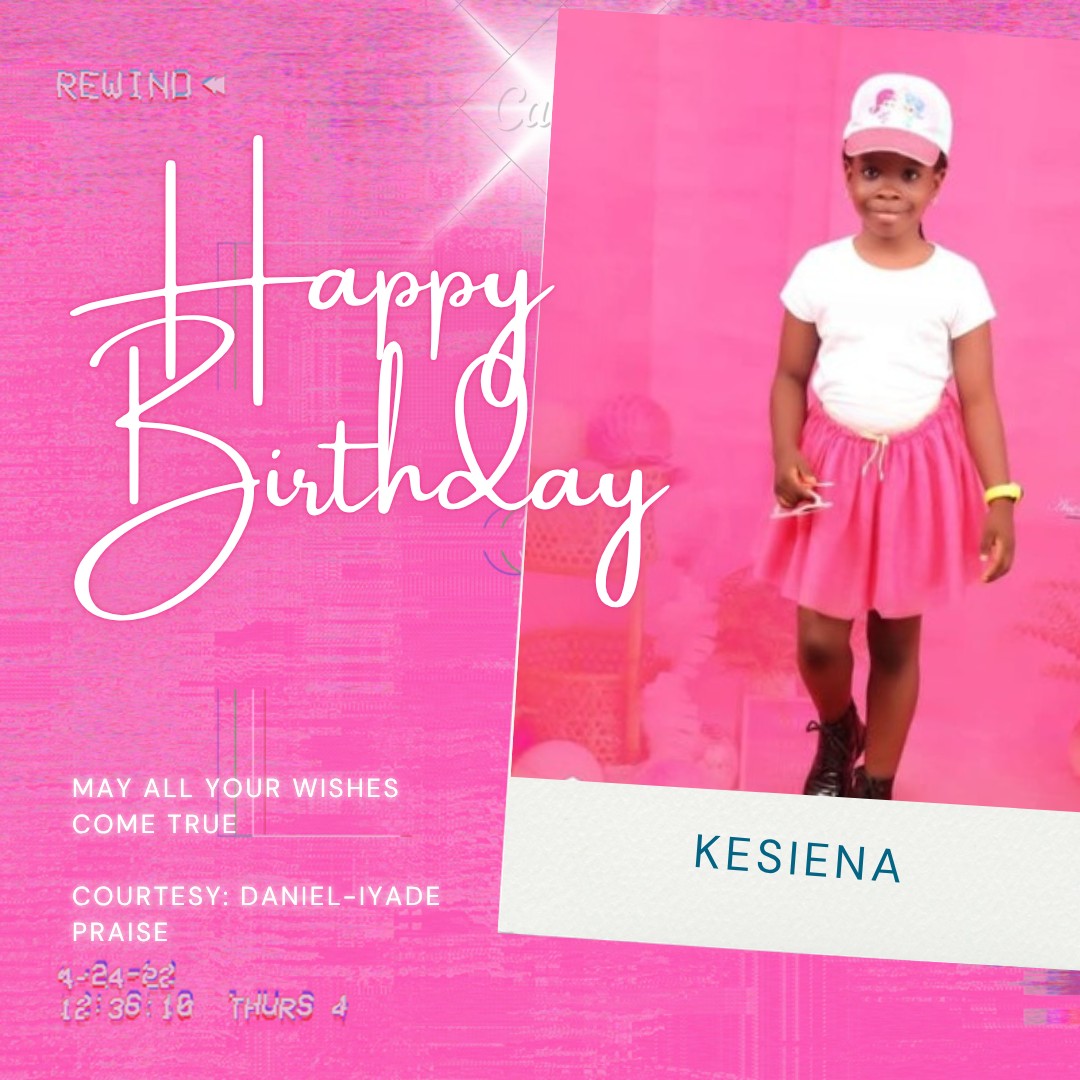 REWIND
Happy
Birthday
MAY ALL YOUR WISHES
COME TRUE
COURTESY: DANIEL-IYADE
PRAISE
4-24-22
12:36:10 THURS 4
KESIENA